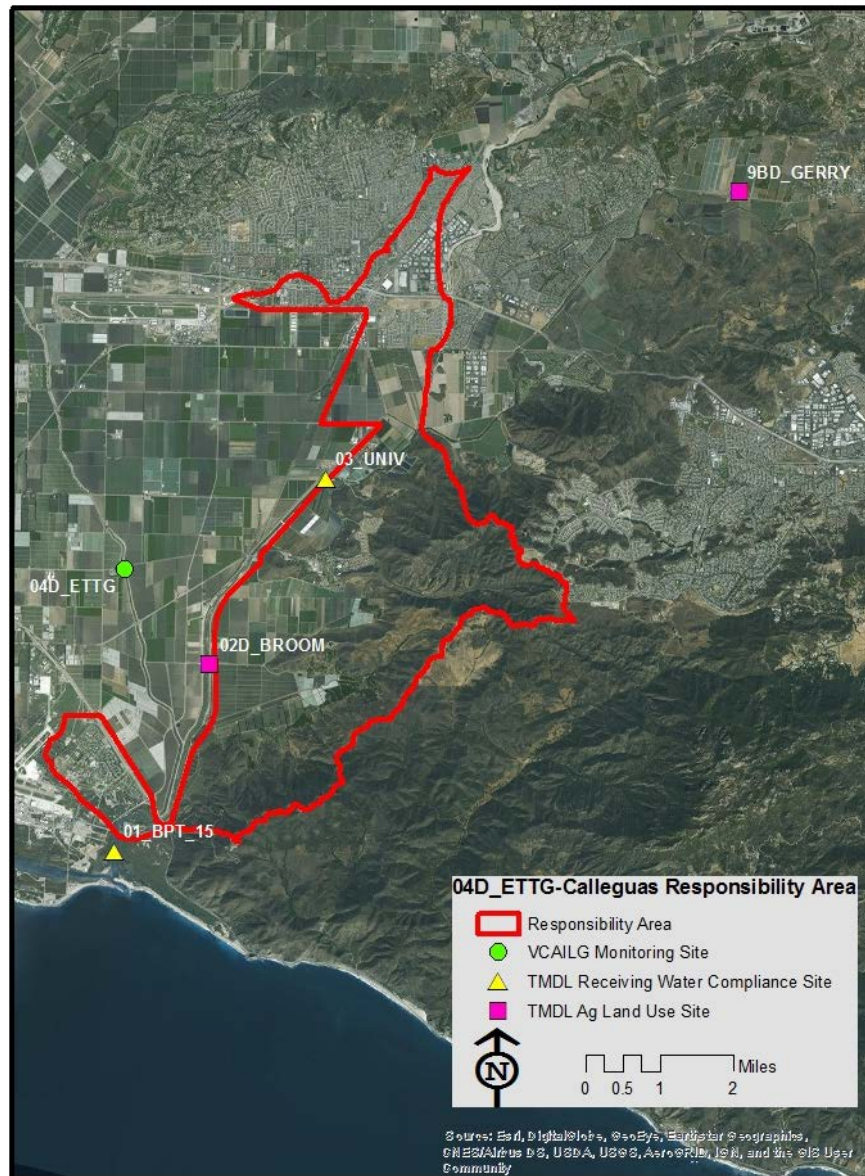 9BD_GERRY
03_UNIV
04D_ETTG
02D_BROOM
01_BPT_15
04D_ETTG-Calleguas Responsibility Area
Responsibility Area
VCAILG Monitoring Site
TMDL Receiving Water Compliance Site
TMDL Ag Land Use Site
N
Miles
0 0.5 1 2
Source: Esri, DigitalGlobe, GeoEye, Earthstar Geographics,
CNES/Airbus DS, USDA, USGS, AeroGRID, IGN, and the GIS User
Community